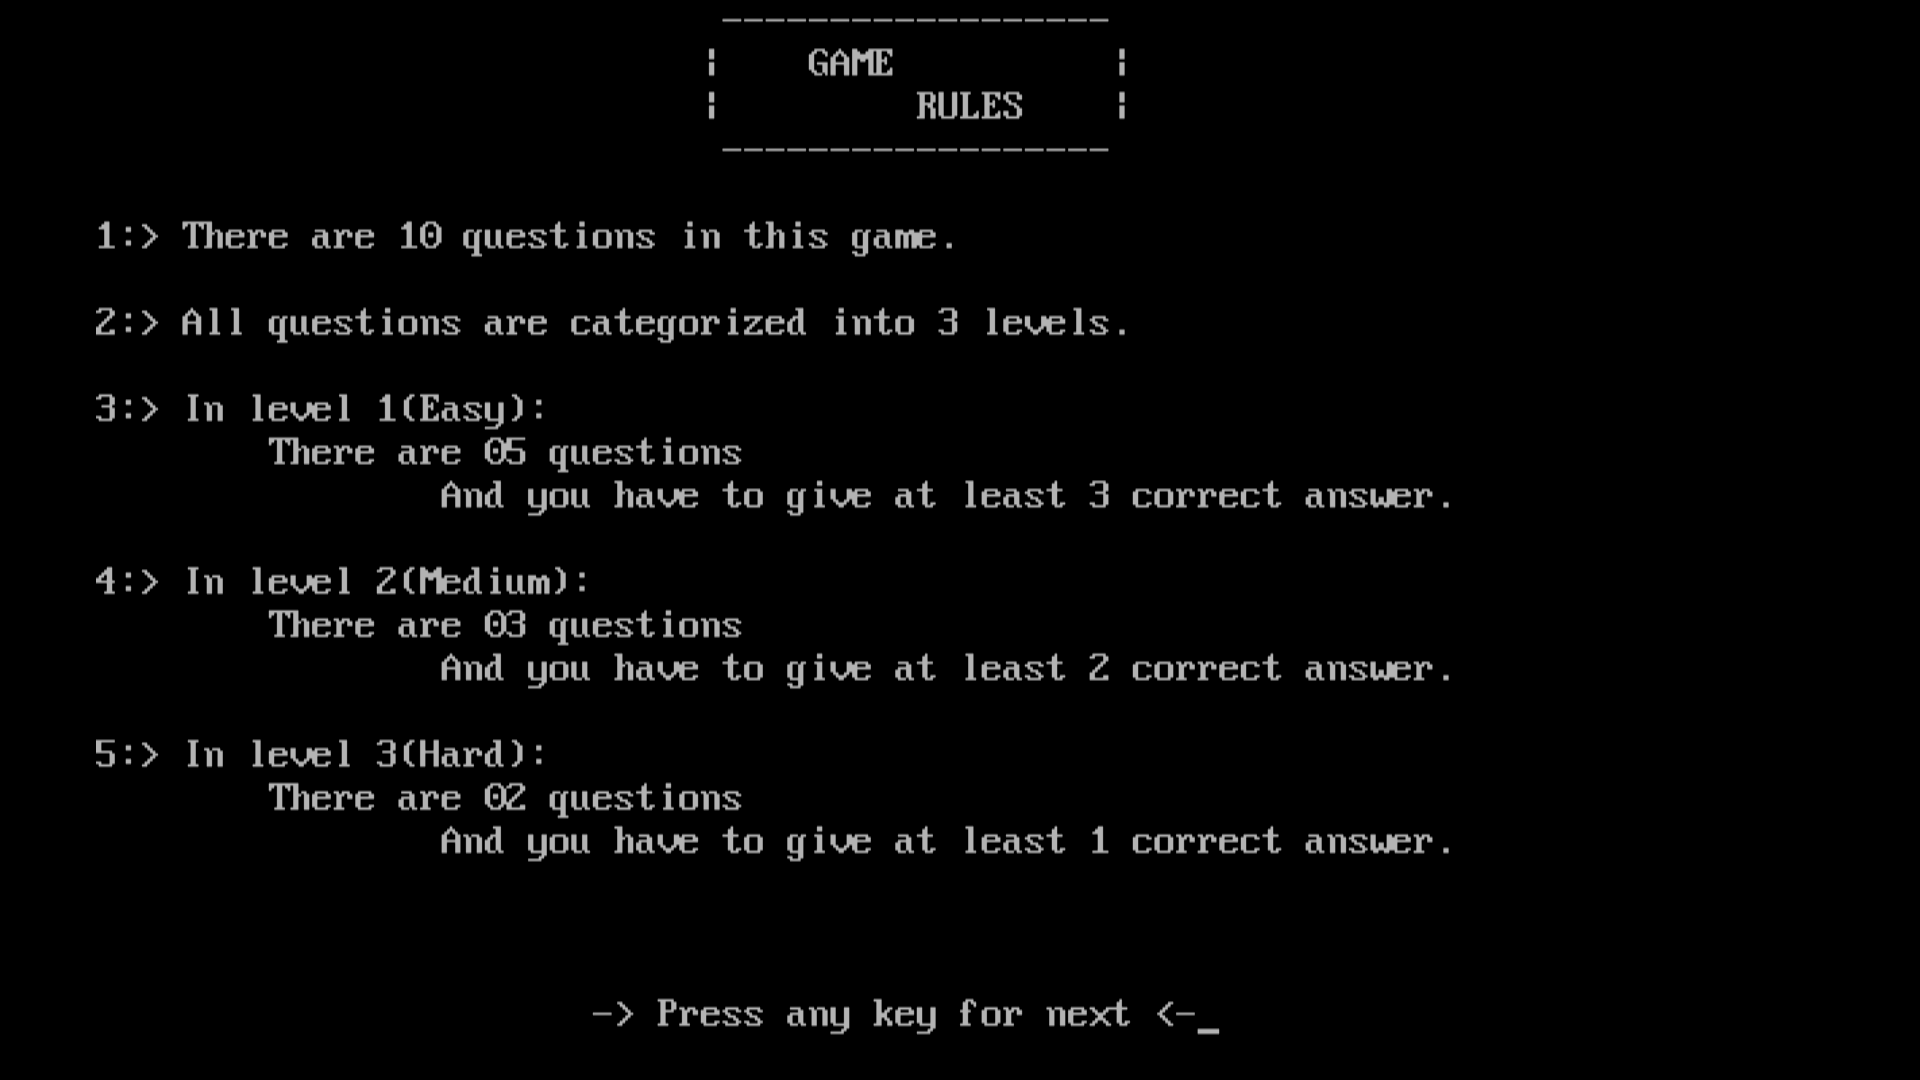 ------------------
¦    GAME          ¦
¦         RULES    ¦
------------------
1:> There are 10 questions in this game.
2:> All questions are categorized into 3 levels.
3:> In level 1(Easy):
There are 05 questions
And you have to give at least 3 correct answer.
4:> In level 2(Medium):
There are 03 questions
And you have to give at least 2 correct answer.
5:> In level 3(Hard):
There are 02 questions
And you have to give at least 1 correct answer.
-> Press any key for next <-_